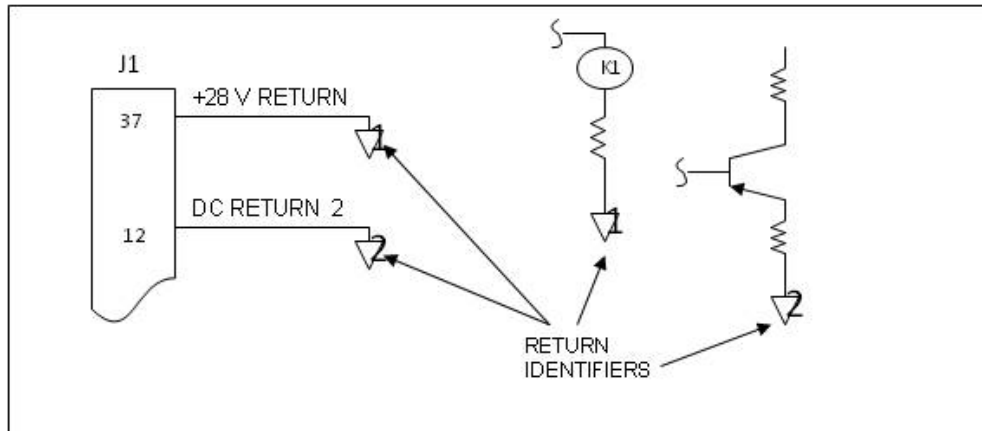 J1
37
+28 V RETURN
1
12
DC RETURN 2
2
K1
1
2
RETURN
IDENTIFIERS